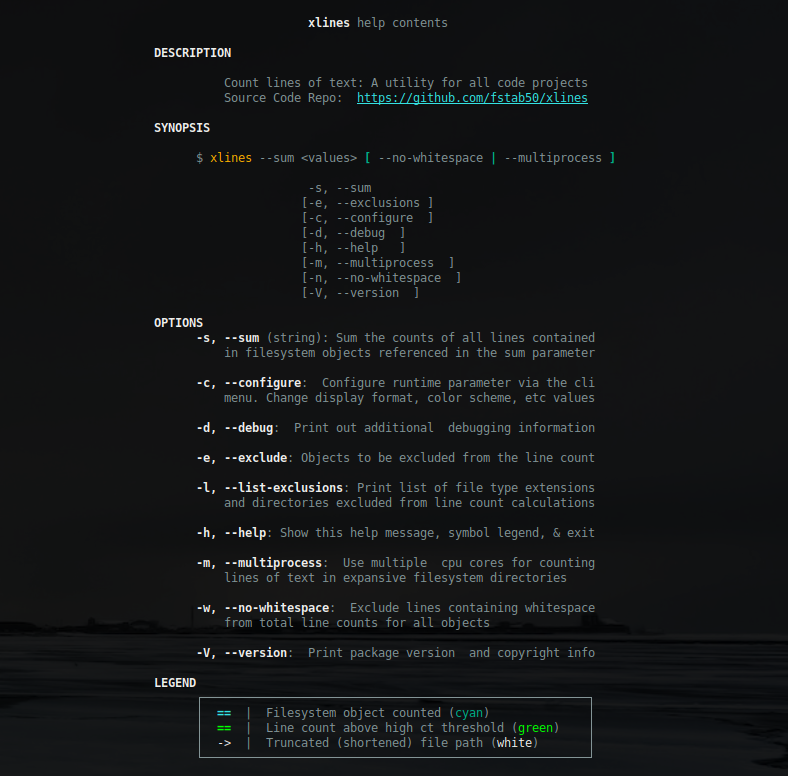 xlines help contents
DESCRIPTION
Count lines of text: A utility for all code projects
Source Code Repo:  https://github.com/fstab50/xlines
SYNOPSIS
$ xlines --sum <values> [ --no-whitespace | --multiprocess ]
-s, --sum
[-e, --exclusions ]
[-c, --configure  ]
[-d, --debug  ]
[-h, --help   ]
[-m, --multiprocess  ]
[-n, --no-whitespace  ]
[-V, --version  ]
OPTIONS
-s, --sum (string): Sum the counts of all lines contained
in filesystem objects referenced in the sum parameter
-c, --configure:  Configure runtime parameter via the cli
menu. Change display format, color scheme, etc values
-d, --debug:  Print out additional  debugging information
-e, --exclude: Objects to be excluded from the line count
-l, --list-exclusions: Print list of file type extensions
and directories excluded from line count calculations
-h, --help: Show this help message, symbol legend, & exit
-m, --multiprocess:  Use multiple  cpu cores for counting
lines of text in expansive filesystem directories
-w, --no-whitespace:  Exclude lines containing whitespace
from total line counts for all objects
-V, --version:  Print package version  and copyright info
LEGEND
==  |  Filesystem object counted (cyan)
==  |  Line count above high ct threshold (green)
->  |  Truncated (shortened) file path (white)